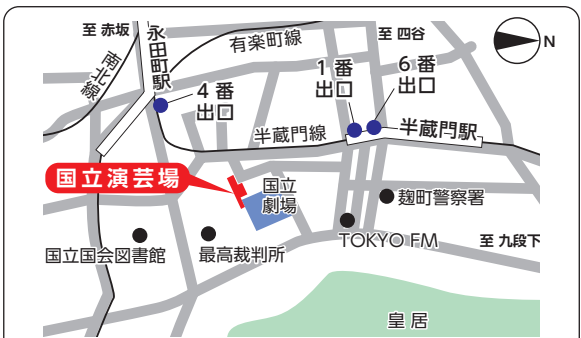 至 赤坂
永田町駅
有楽町線
至 四谷
N
南北線
4 番
出口
1 番
出口
6 番
出口
半蔵門線
半蔵門駅
国立演芸場
国立
劇場
麹町警察署
国立国会図書館
最高裁判所
TOKYO FM
至 九段下
皇居